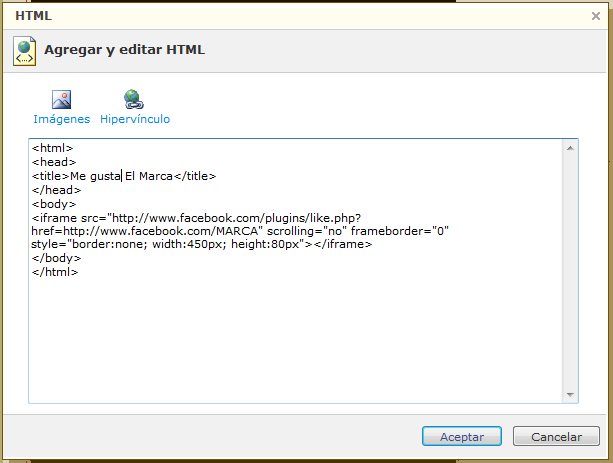 HTML
Agregar y editar HTML
Imágenes Hipervínculo
<html>
<head>
<title>Me gusta El Marca</title>
</head>
<body>
<iframe src="http://www.facebook.com/plugins/like.php?
href=http://www.facebook.com/MARCA" scrolling="no" frameborder="0"
style="border:none; width:450px; height:80px"></iframe>
</body>
</html>
Aceptar Cancelar